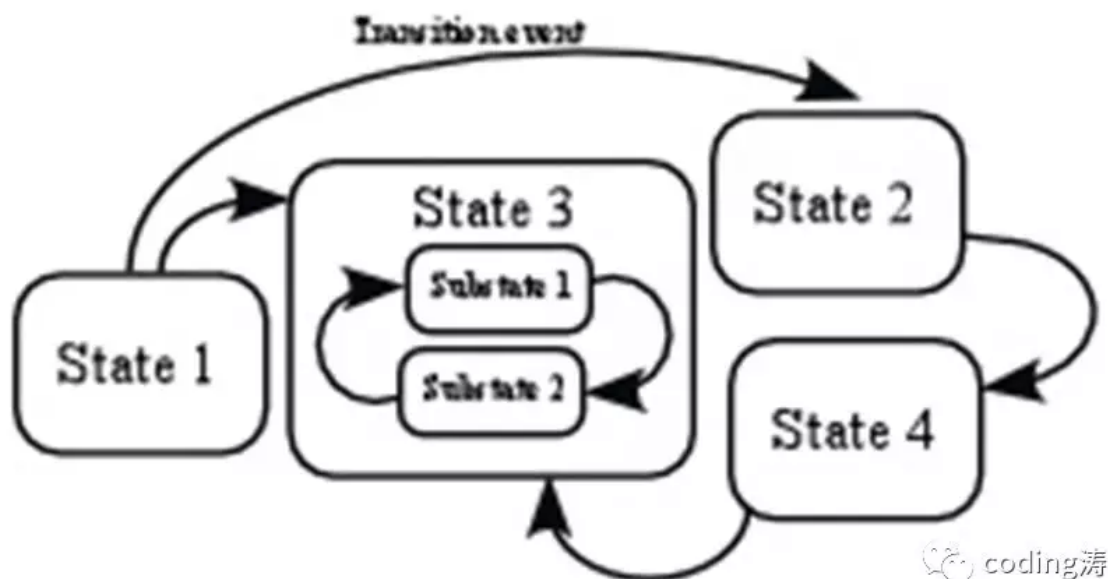 Transition event
State 3
State 2
Substate 1
State 1
Substate 2
State 4
coding涛